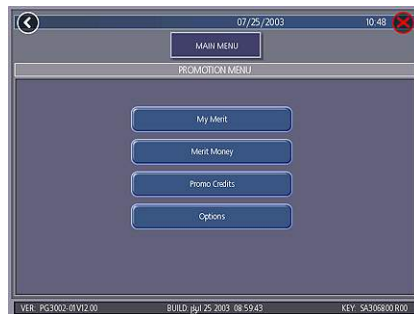 07/25/2003 10:48
MAIN MENU
PROMOTION MENU
My Merit
Merit Money
Promo Credits
Options
VER: PG3002-01V12.00 BUILD: Jul 25 2003 08:59:43 KEY: SA306800 R00